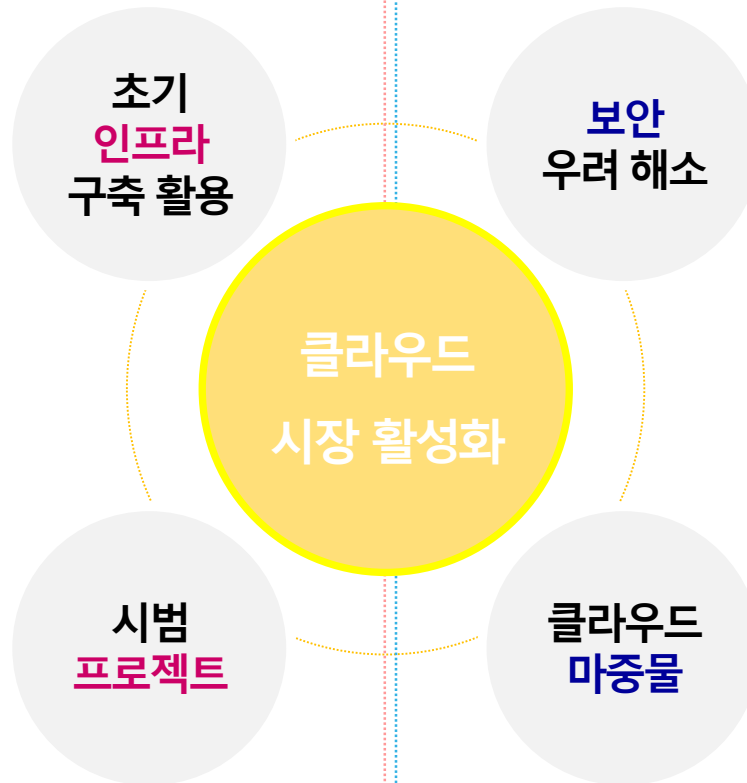 초기
인프라
구축 활용
보안
우려 해소
클라우드
시장 활성화
시범
프로젝트
클라우드
마중물